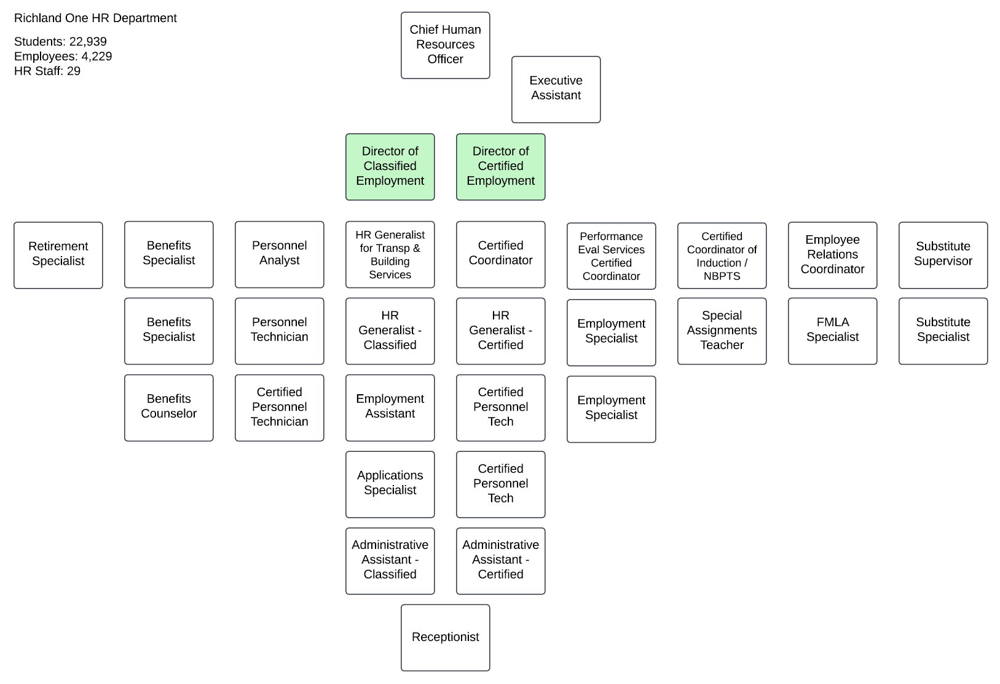 Richland One HR Department
Students: 22,939
Employees: 4,229
HR Staff: 29
Chief Human
Resources
Officer
Executive
Assistant
Director of
Classified
Employment
Director of
Certified
Employment
Retirement
Specialist
Benefits
Specialist
Personnel
Analyst
HR Generalist
for Transp &
Building
Services
Certified
Coordinator
Performance
Eval Services
Certified
Coordinator
Certified
Coordinator of
Induction /
NBPTS
Employee
Relations
Coordinator
Substitute
Supervisor
Benefits
Specialist
Personnel
Technician
HR
Generalist -
Classified
HR
Generalist -
Certified
Employment
Specialist
Special
Assignments
Teacher
FMLA
Specialist
Substitute
Specialist
Benefits
Counselor
Certified
Personnel
Technician
Employment
Assistant
Certified
Personnel
Tech
Employment
Specialist
Applications
Specialist
Certified
Personnel
Tech
Administrative
Assistant -
Classified
Administrative
Assistant -
Certified
Receptionist